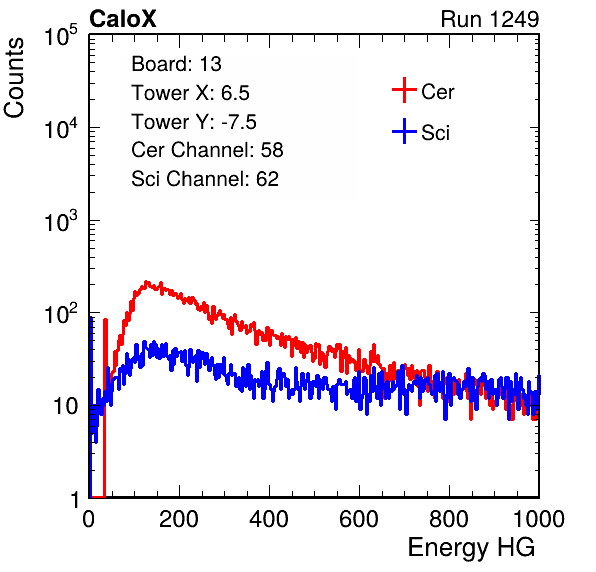 CaloX Run 1249
Counts
10^5
10^4
10^3
10^2
10
1
Board: 13
Tower X: 6.5
Tower Y: -7.5
Cer Channel: 58
Sci Channel: 62
Cer
Sci
0 200 400 600 800 1000
Energy HG